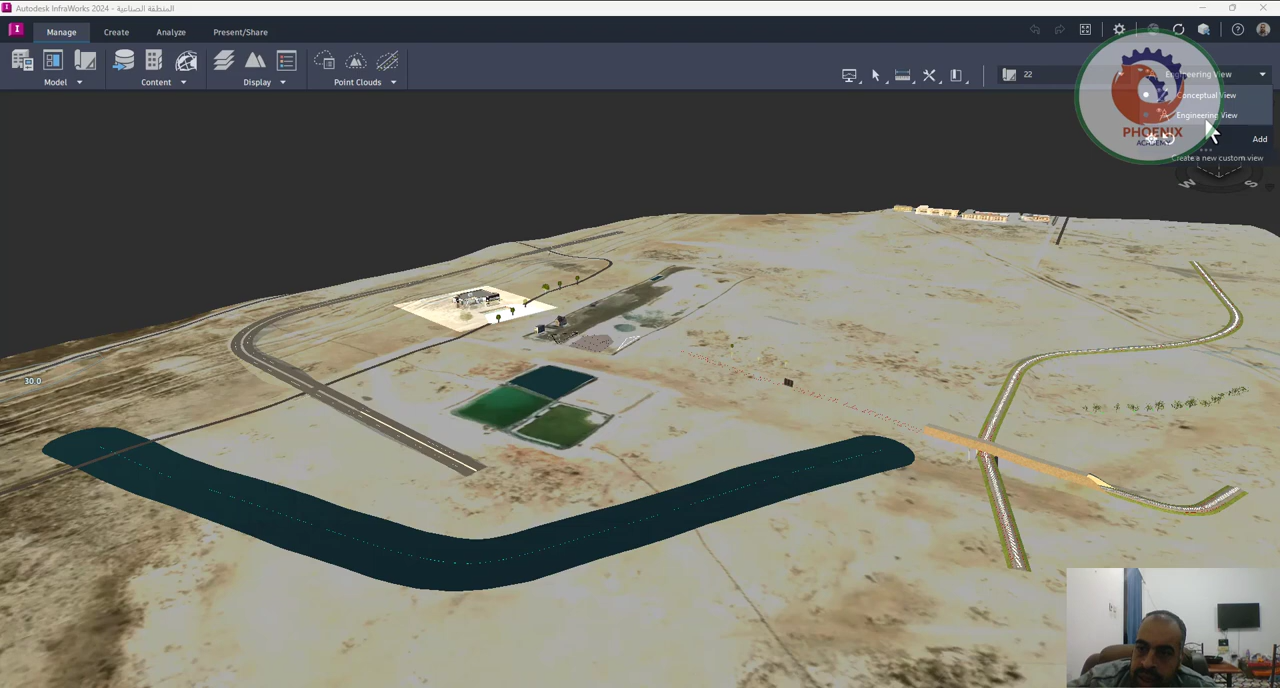 Autodesk InfraWorks 2024 - المنطقة الصناعية
Manage
Create
Analyze
Present/Share
Model
Content
Display
Point Clouds
22
Engineering View
Conceptual View
Engineering View
Add
Create a new custom view
PHOENIX
ACADEMY
W
S
30.0